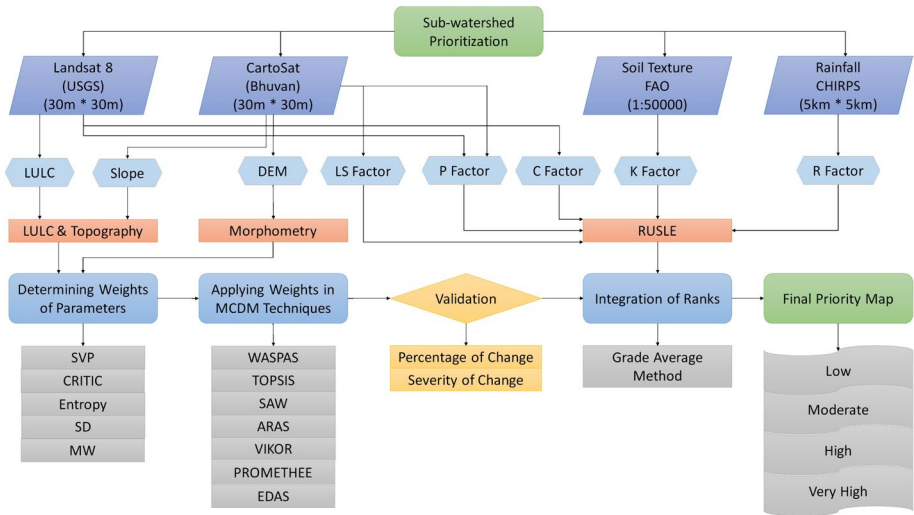 Sub-watershed
Prioritization
Landsat 8
(USGS)
(30m * 30m)
CartoSat
(Bhuvan)
(30m * 30m)
Soil Texture
FAO
(1:50000)
Rainfall
CHIRPS
(5km * 5km)
LULC
Slope
DEM
LS Factor
P Factor
C Factor
K Factor
R Factor
LULC & Topography
Morphometry
RUSLE
Determining Weights
of Parameters
Applying Weights in
MCDM Techniques
Validation
Integration of Ranks
Final Priority Map
SVP
CRITIC
Entropy
SD
MW
WASPAS
TOPSIS
SAW
ARAS
VIKOR
PROMETHEE
EDAS
Percentage of Change
Severity of Change
Grade Average
Method
Low
Moderate
High
Very High